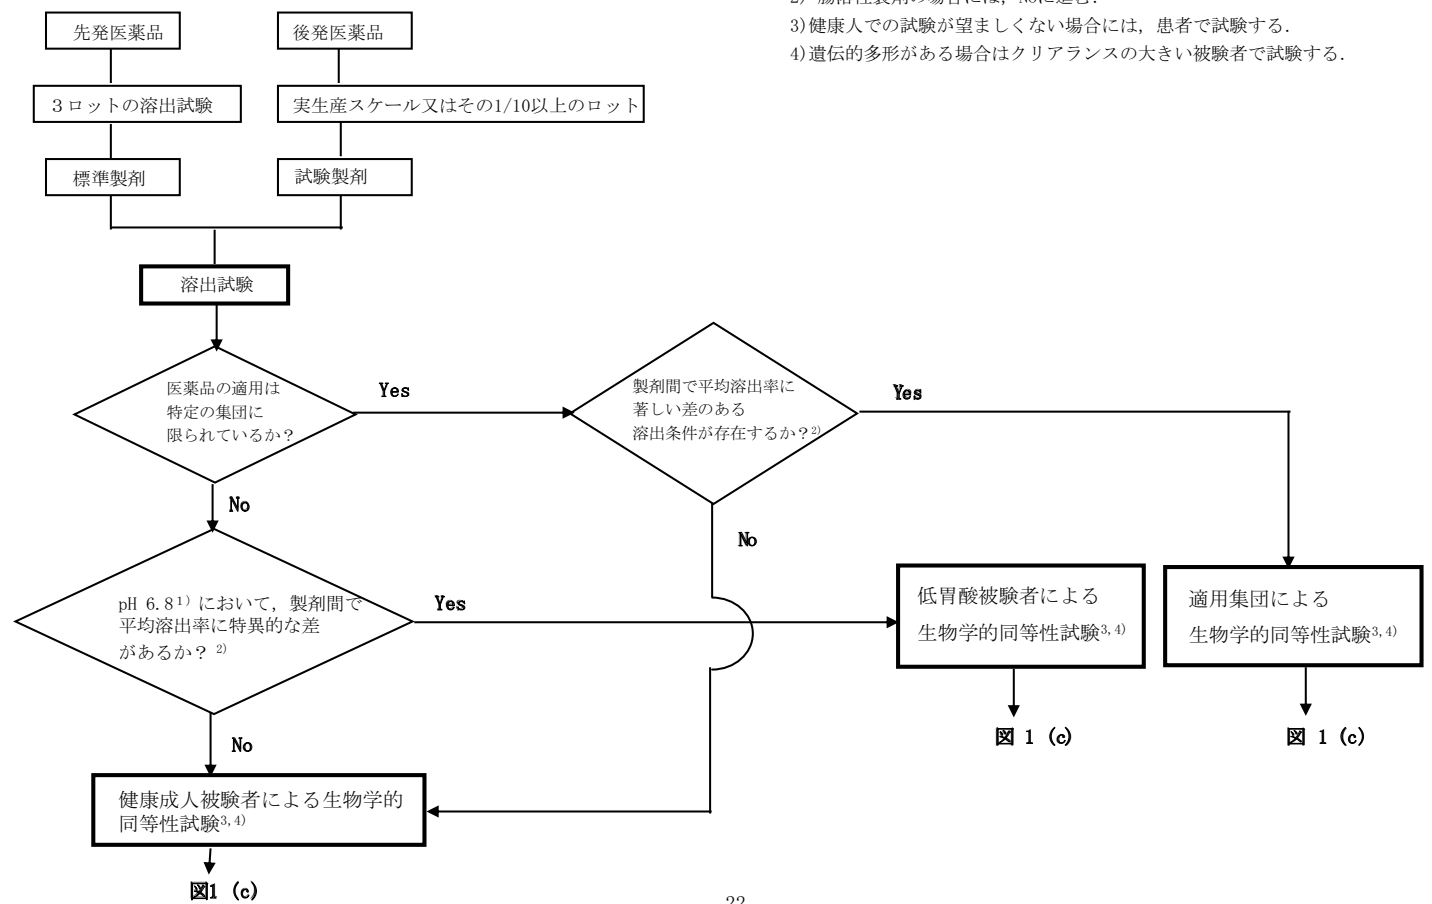 2) 腸溶性製剤の場合には，Noに進む．
3)健康人での試験が望ましくない場合には，患者で試験する．
4)遺伝的多形がある場合はクリアランスの大きい被験者で試験する．
先発医薬品
後発医薬品
３ロットの溶出試験
実生産スケール又はその1/10以上のロット
標準製剤
試験製剤
溶出試験
医薬品の適用は
特定の集団に
限られているか？
Yes
製剤間で平均溶出率に
著しい差のある
溶出条件が存在するか？2)
Yes
No
No
pH 6.81) において，製剤間で
平均溶出率に特異的な差
があるか？ 2)
Yes
低胃酸被験者による
生物学的同等性試験3,4)
適用集団による
生物学的同等性試験3,4)
図 1 (c)
図 1 (c)
No
健康成人被験者による生物学的
同等性試験3,4)
図1 (c)
22